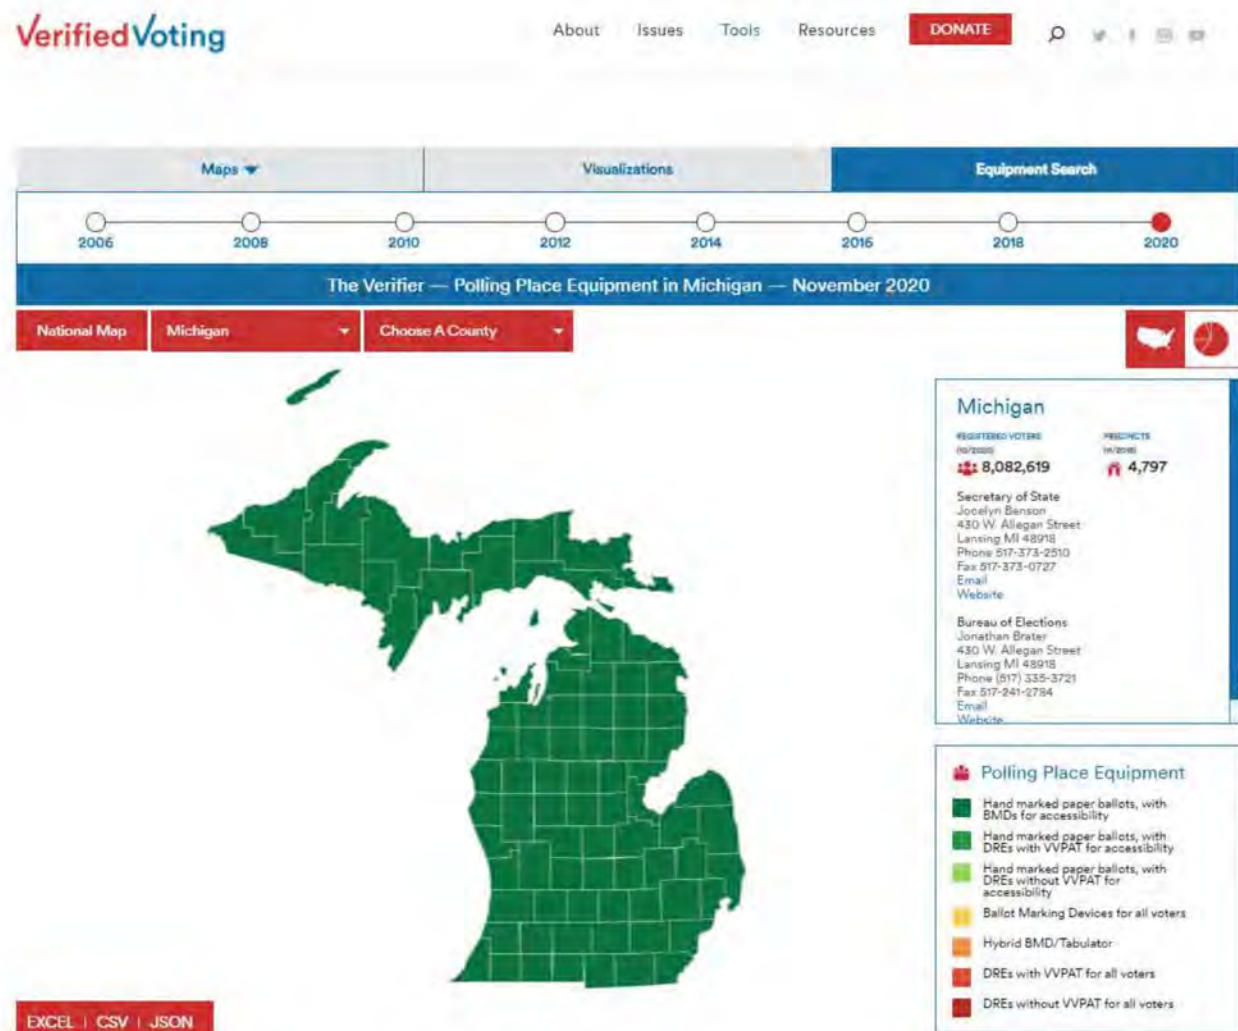 VerifiedVoting
About Issues Tools Resources DONATE
Maps Visualizations Equipment Search
2006 2008 2010 2012 2014 2016 2018 2020
The Verifier — Polling Place Equipment in Michigan — November 2020
National Map Michigan Choose A County
Michigan
REGISTERED VOTERS PRECINCTS
(10/2020) (11/2018)
8,082,619 4,797
Secretary of State
Jocelyn Benson
430 W. Allegan Street
Lansing MI 48918
Phone 517-373-2510
Fax 517-373-0727
Email
Website
Bureau of Elections
Jonathan Brater
430 W. Allegan Street
Lansing MI 48918
Phone (517) 335-3721
Fax 517-241-2784
Email
Website
Polling Place Equipment
Hand marked paper ballots, with
BMDs for accessibility
Hand marked paper ballots, with
DREs with VVPAT for accessibility
Hand marked paper ballots, with
DREs without VVPAT for
accessibility
Ballot Marking Devices for all voters
Hybrid BMD/Tabulator
DREs with VVPAT for all voters
DREs without VVPAT for all voters
EXCEL | CSV | JSON